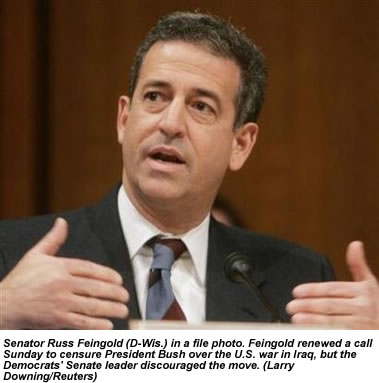 Senator Russ Feingold (D-Wis.) in a file photo. Feingold renewed a call
Sunday to censure President Bush over the U.S. war in Iraq, but the
Democrats' Senate leader discouraged the move. (Larry
Downing/Reuters)